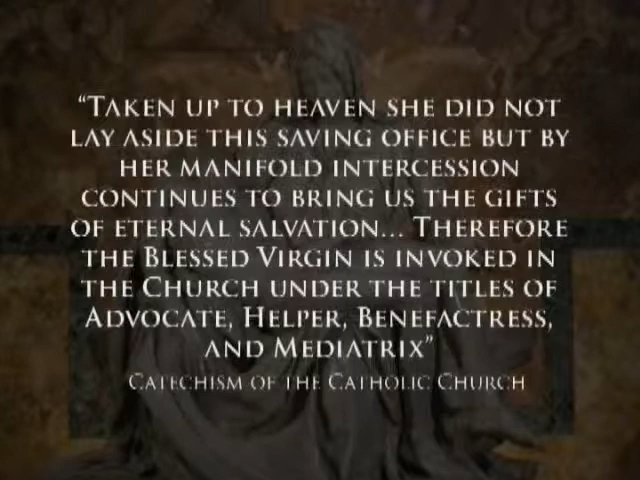 “Taken up to heaven she did not
lay aside this saving office but by
her manifold intercession
continues to bring us the gifts
of eternal salvation... Therefore
the Blessed Virgin is invoked in
the Church under the titles of
Advocate, Helper, Benefactress,
and Mediatrix”
Catechism of the Catholic Church